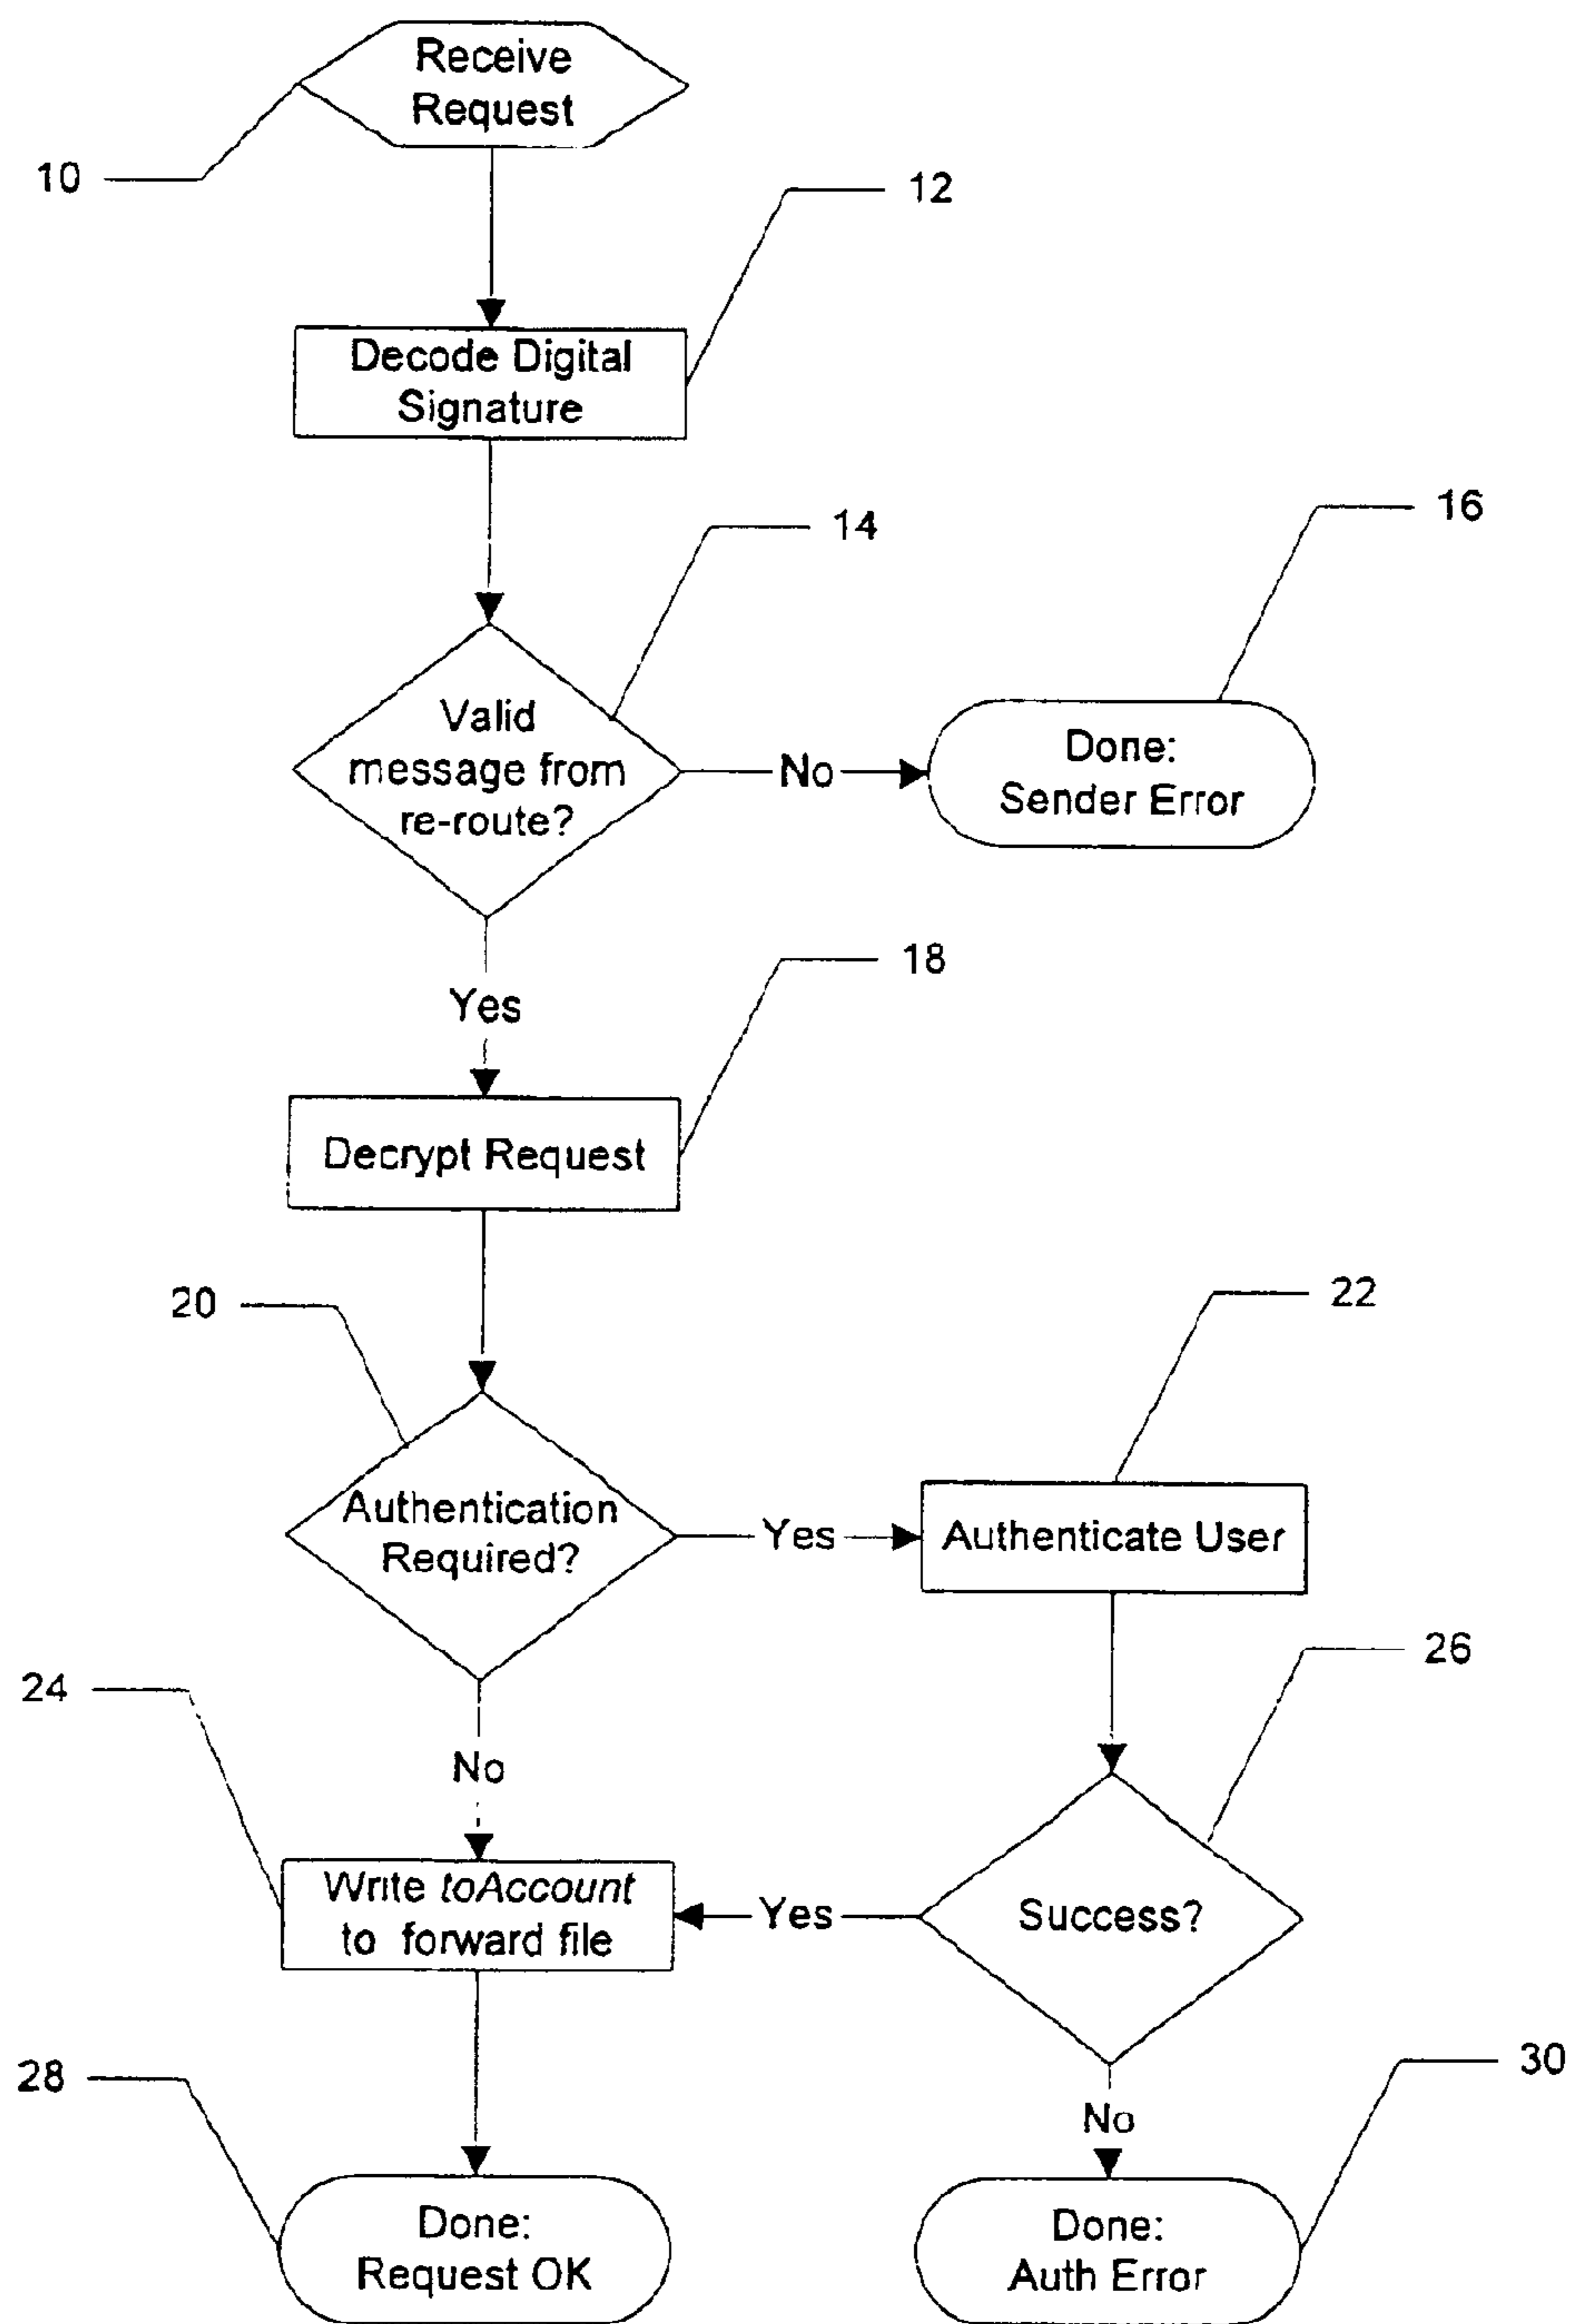 Receive
Request
10
12
Decode Digital
Signature
14
16
Valid
message from
re-route?
No
Done:
Sender Error
Yes
18
Decrypt Request
20
22
Authentication
Required?
Yes
Authenticate User
24
26
No
Write toAccount
to forward file
Yes
Success?
28
30
No
Done:
Request OK
Done:
Auth Error